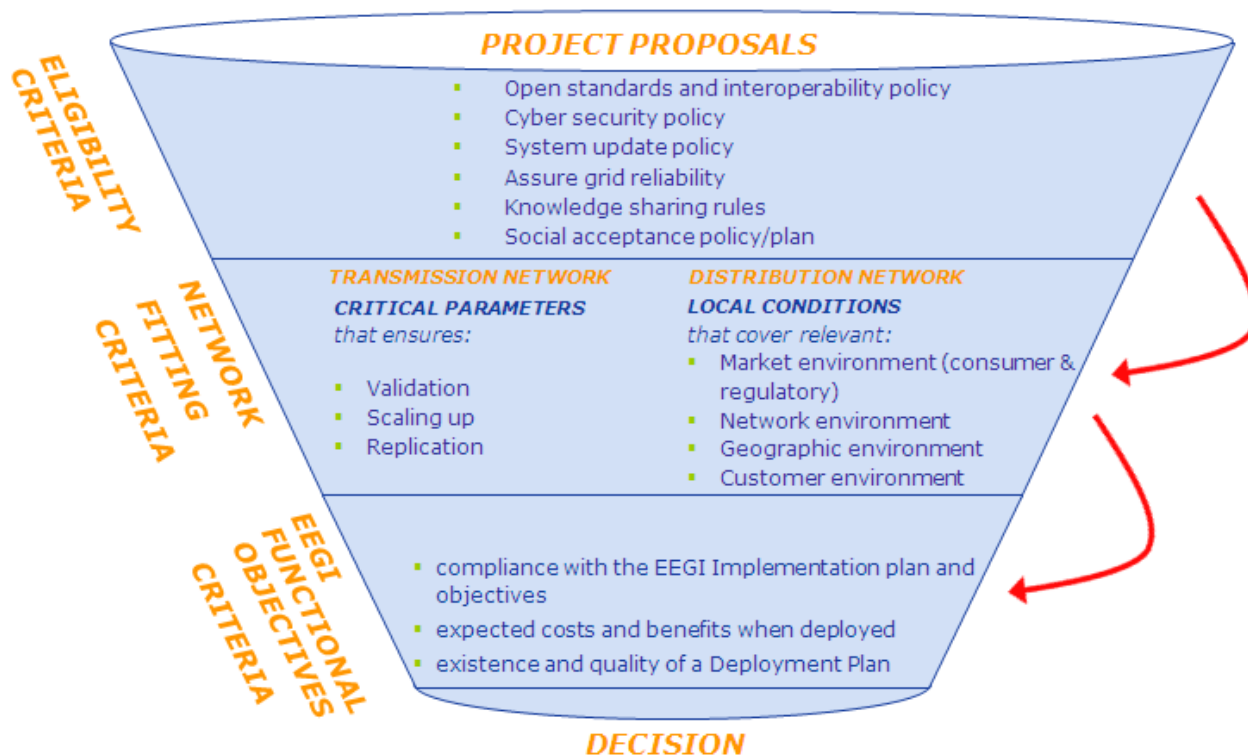 PROJECT PROPOSALS
ELIGIBILITY
CRITERIA
▪ Open standards and interoperability policy
▪ Cyber security policy
▪ System update policy
▪ Assure grid reliability
▪ Knowledge sharing rules
▪ Social acceptance policy/plan
NETWORK
FITTING
CRITERIA
TRANSMISSION NETWORK
CRITICAL PARAMETERS
that ensures:
▪ Validation
▪ Scaling up
▪ Replication
DISTRIBUTION NETWORK
LOCAL CONDITIONS
that cover relevant:
▪ Market environment (consumer &
regulatory)
▪ Network environment
▪ Geographic environment
▪ Customer environment
EEGI
FUNCTIONAL
OBJECTIVES
CRITERIA
▪ compliance with the EEGI Implementation plan and
objectives
▪ expected costs and benefits when deployed
▪ existence and quality of a Deployment Plan
DECISION